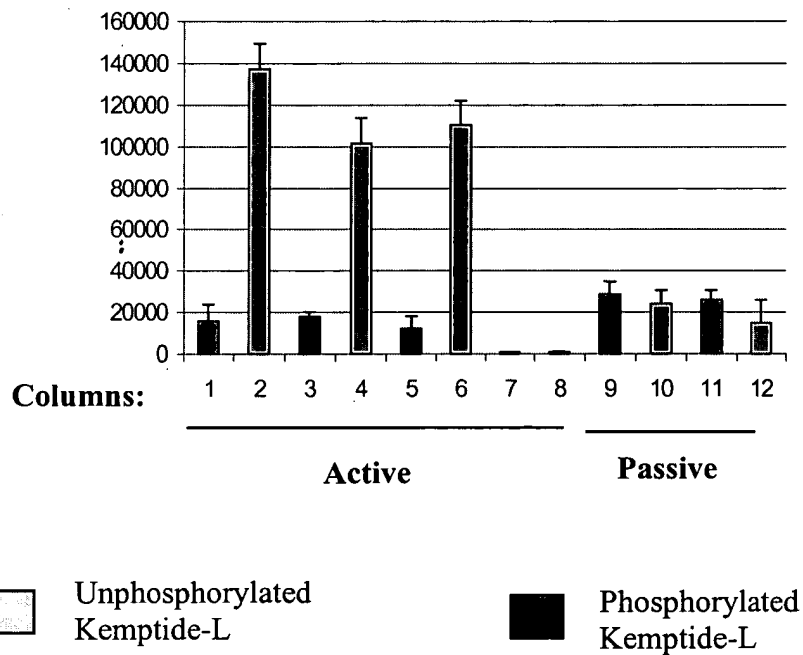 160000
140000
120000
100000
80000
60000
40000
20000
0
Columns: 1 2 3 4 5 6 7 8 9 10 11 12
Active Passive
Unphosphorylated
Kemptide-L
Phosphorylated
Kemptide-L